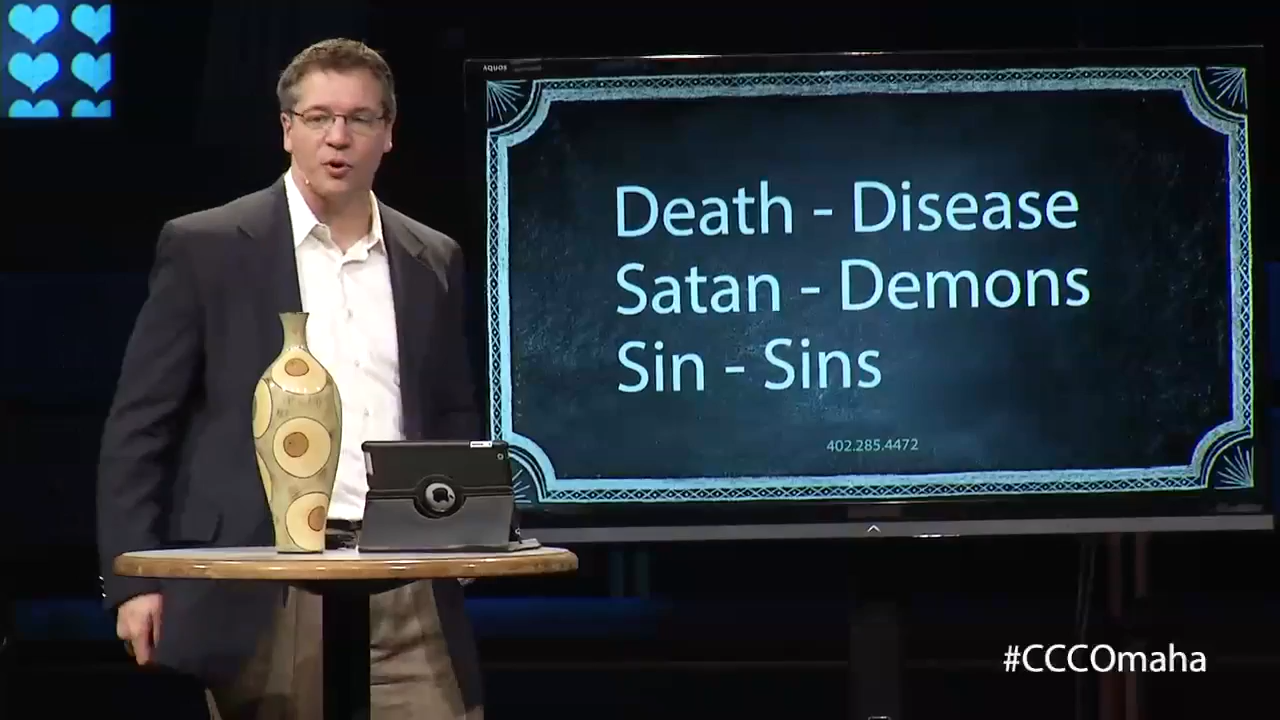 AQUOS
Death - Disease
Satan - Demons
Sin - Sins
402.285.4472
#CCCOmaha